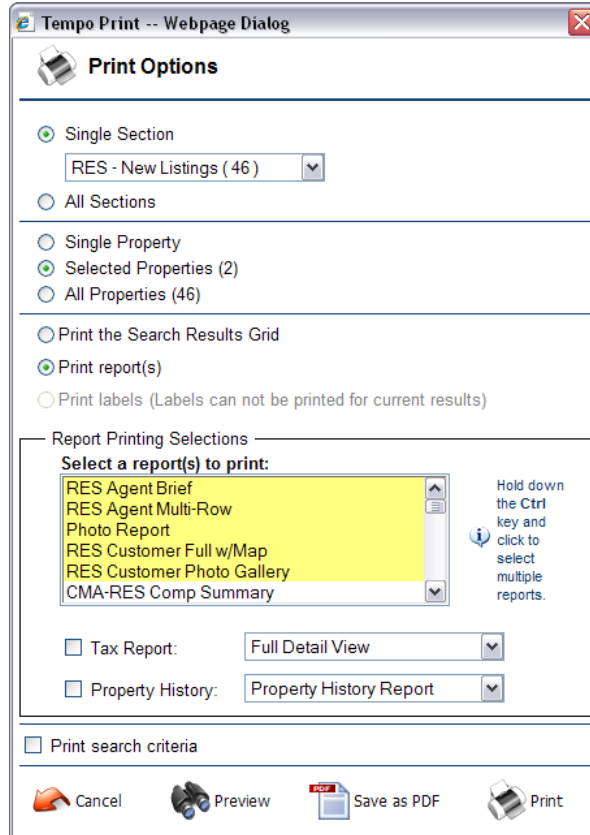 Tempo Print -- Webpage Dialog
Print Options
Single Section
RES - New Listings ( 46 )
All Sections
Single Property
Selected Properties (2)
All Properties (46)
Print the Search Results Grid
Print report(s)
Print labels (Labels can not be printed for current results)
Report Printing Selections
Select a report(s) to print:
RES Agent Brief
RES Agent Multi-Row
Photo Report
RES Customer Full w/Map
RES Customer Photo Gallery
CMA-RES Comp Summary
Hold down
the Ctrl
key and
click to
select
multiple
reports.
Tax Report: Full Detail View
Property History: Property History Report
Print search criteria
Cancel Preview PDF Save as PDF Print